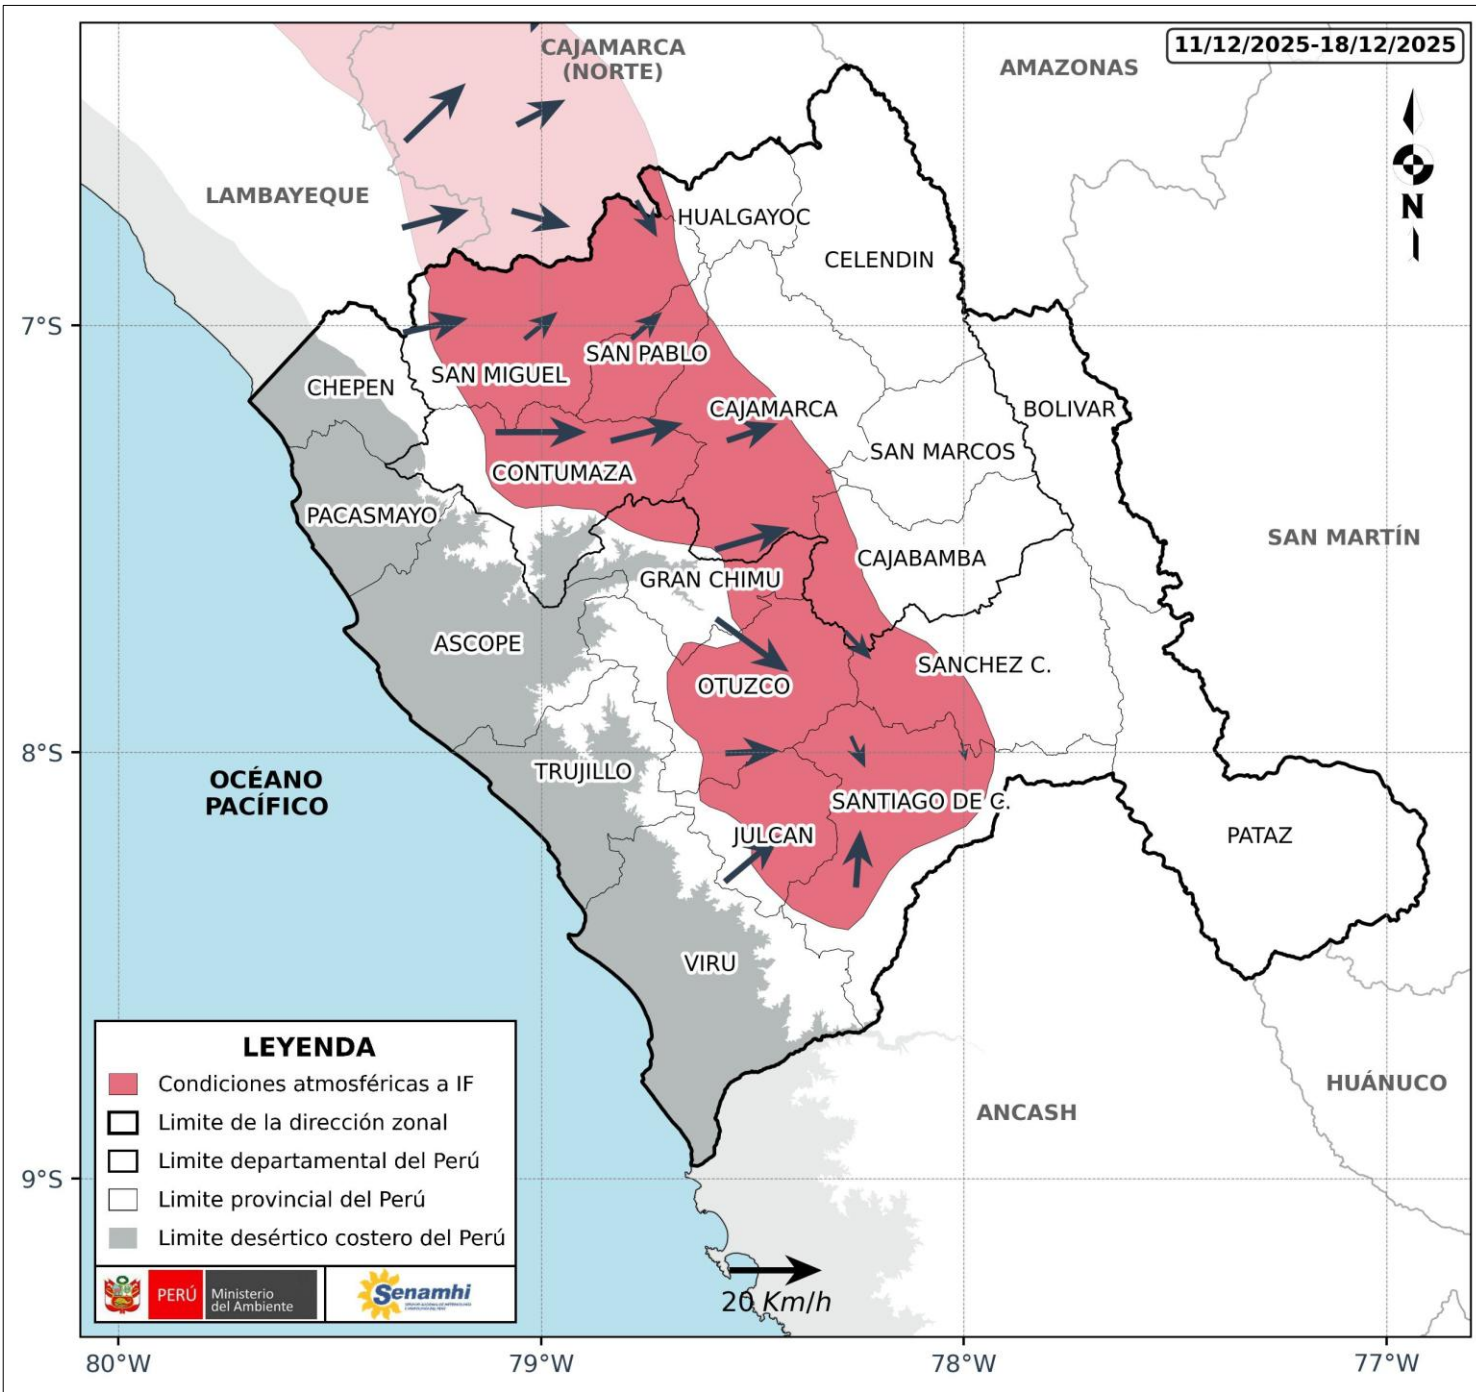 11/12/2025-18/12/2025
CAJAMARCA
(NORTE)
AMAZONAS
LAMBAYEQUE
N
HUALGAYOC
CELENDIN
7°S
SAN PABLO
SAN MIGUEL
CHEPEN
CAJAMARCA
BOLIVAR
SAN MARCOS
CONTUMAZA
PACASMAYO
SAN MARTÍN
CAJABAMBA
GRAN CHIMU
ASCOPE
SANCHEZ C.
OTUZCO
8°S
TRUJILLO
OCÉANO
PACÍFICO
SANTIAGO DE C.
JULCAN
PATAZ
VIRU
LEYENDA
Condiciones atmosféricas a IF
Limite de la dirección zonal
Limite departamental del Perú
Limite provincial del Perú
Limite desértico costero del Perú
HUÁNUCO
ANCASH
9°S
PERÚ
Ministerio
del Ambiente
Senamhi
20 Km/h
80°W
79°W
78°W
77°W